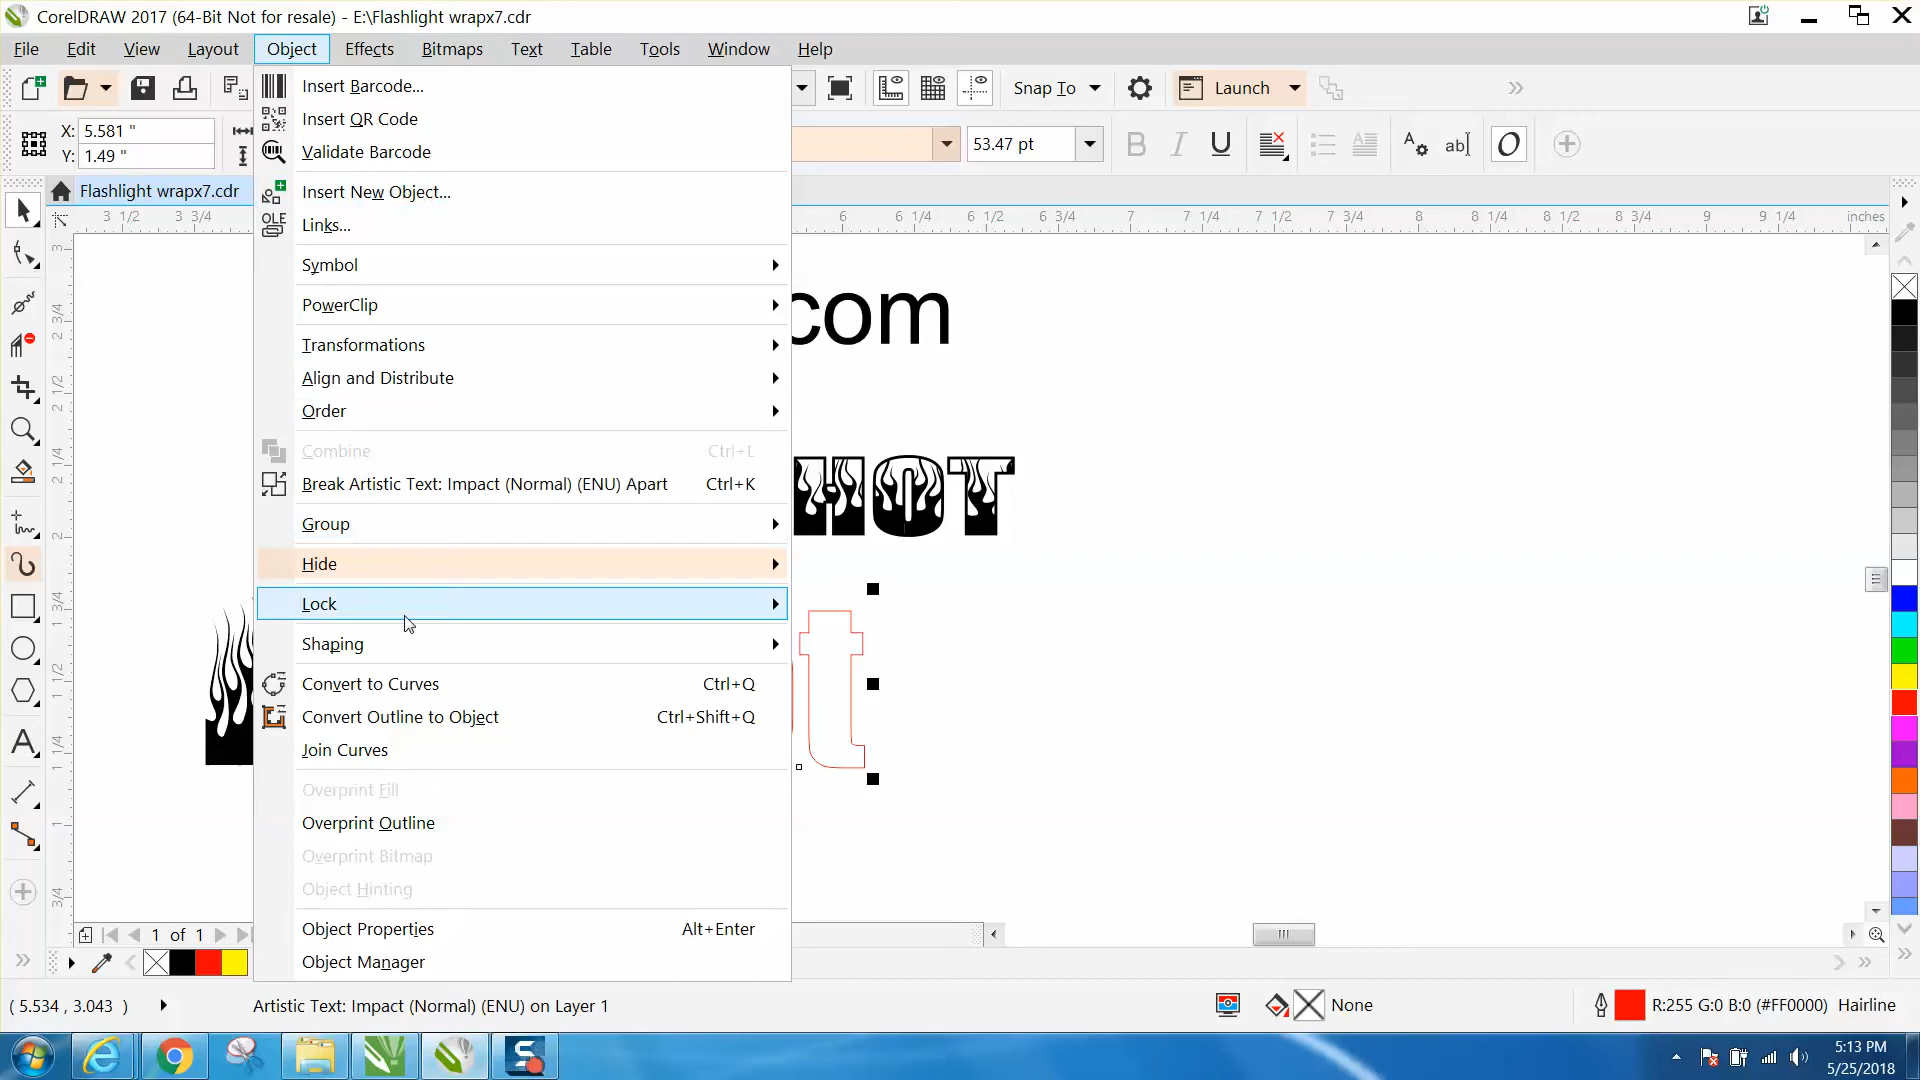 CorelDRAW 2017 (64-Bit Not for resale) - E:\Flashlight wrapx7.cdr
File Edit View Layout Object Effects Bitmaps Text Table Tools Window Help
Snap To Launch
X: 5.581 "
Y: 1.49 "
53.47 pt
B I U ab| O
Flashlight wrapx7.cdr
3 1/2 3 3/4 6 6 1/4 6 1/2 6 3/4 7 7 1/4 7 1/2 7 3/4 8 8 1/4 8 1/2 8 3/4 9 9 1/4 inches
Insert Barcode...
Insert QR Code
Validate Barcode
Insert New Object...
OLE Links...
Symbol
PowerClip
Transformations
Align and Distribute
Order
Combine Ctrl+L
Break Artistic Text: Impact (Normal) (ENU) Apart Ctrl+K
Group
Hide
Lock
Shaping
Convert to Curves Ctrl+Q
Convert Outline to Object Ctrl+Shift+Q
Join Curves
Overprint Fill
Overprint Outline
Overprint Bitmap
Object Hinting
Object Properties Alt+Enter
Object Manager
com
HOT
t
1 of 1
( 5.534 , 3.043 ) Artistic Text: Impact (Normal) (ENU) on Layer 1 None R:255 G:0 B:0 (#FF0000) Hairline
5:13 PM
5/25/2018